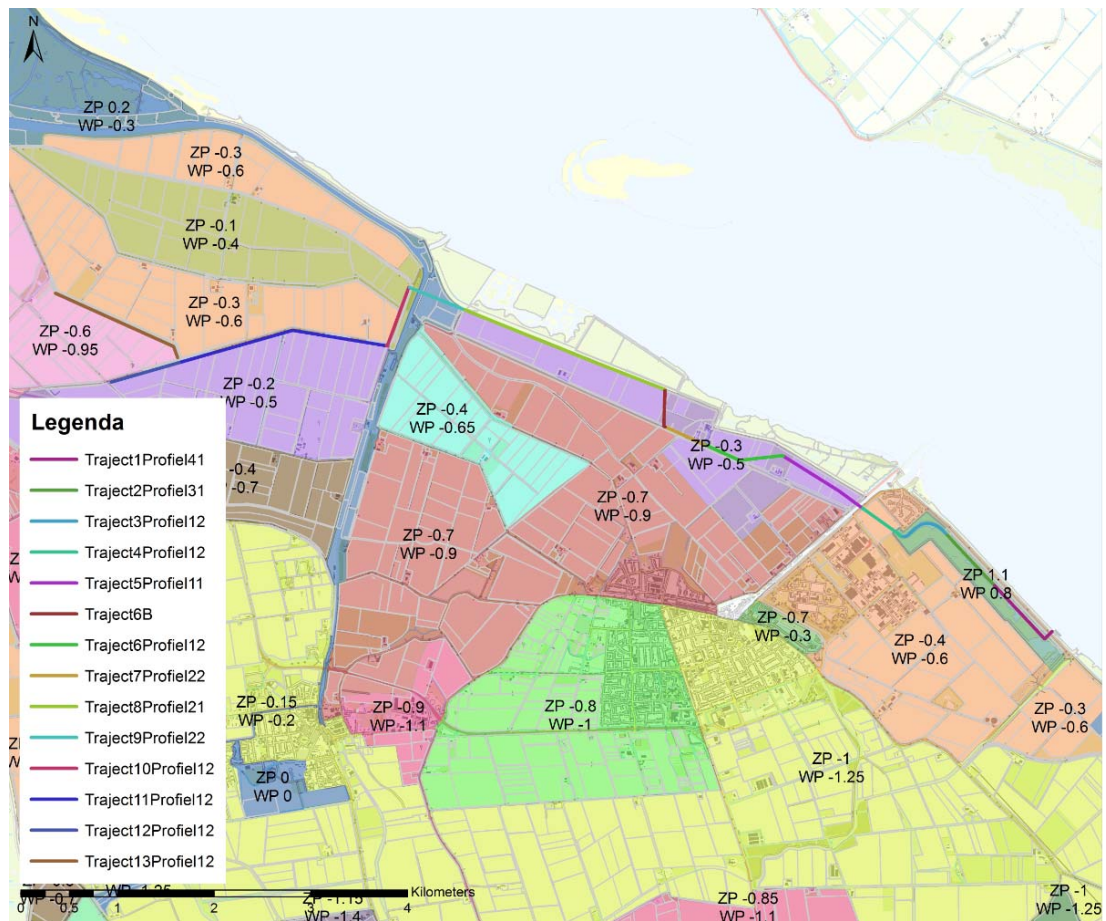 N
ZP 0.2
WP -0.3
ZP -0.3
WP -0.6
ZP -0.1
WP -0.4
ZP -0.3
WP -0.6
ZP -0.6
WP -0.95
ZP -0.2
WP -0.5
ZP -0.4
WP -0.65
ZP -0.3
WP -0.5
ZP -0.7
WP -0.9
ZP -0.7
WP -0.9
ZP 1.1
WP 0.8
ZP -0.7
WP -0.3
ZP -0.4
WP -0.6
ZP -0.3
WP -0.6
ZP -0.9
WP -1.1
ZP -0.8
WP -1
ZP -0.15
WP -0.2
ZP 0
WP 0
ZP -1
WP -1.25
ZP -0.85
WP -1.1
ZP -1
WP -1.25
ZP -1.15
-1.4
Legenda
Traject1Profiel41
Traject2Profiel31
Traject3Profiel12
Traject4Profiel12
Traject5Profiel11
Traject6B
Traject6Profiel12
Traject7Profiel22
Traject8Profiel21
Traject9Profiel22
Traject10Profiel12
Traject11Profiel12
Traject12Profiel12
Traject13Profiel12
0 0.5 1 2 3 4
Kilometers